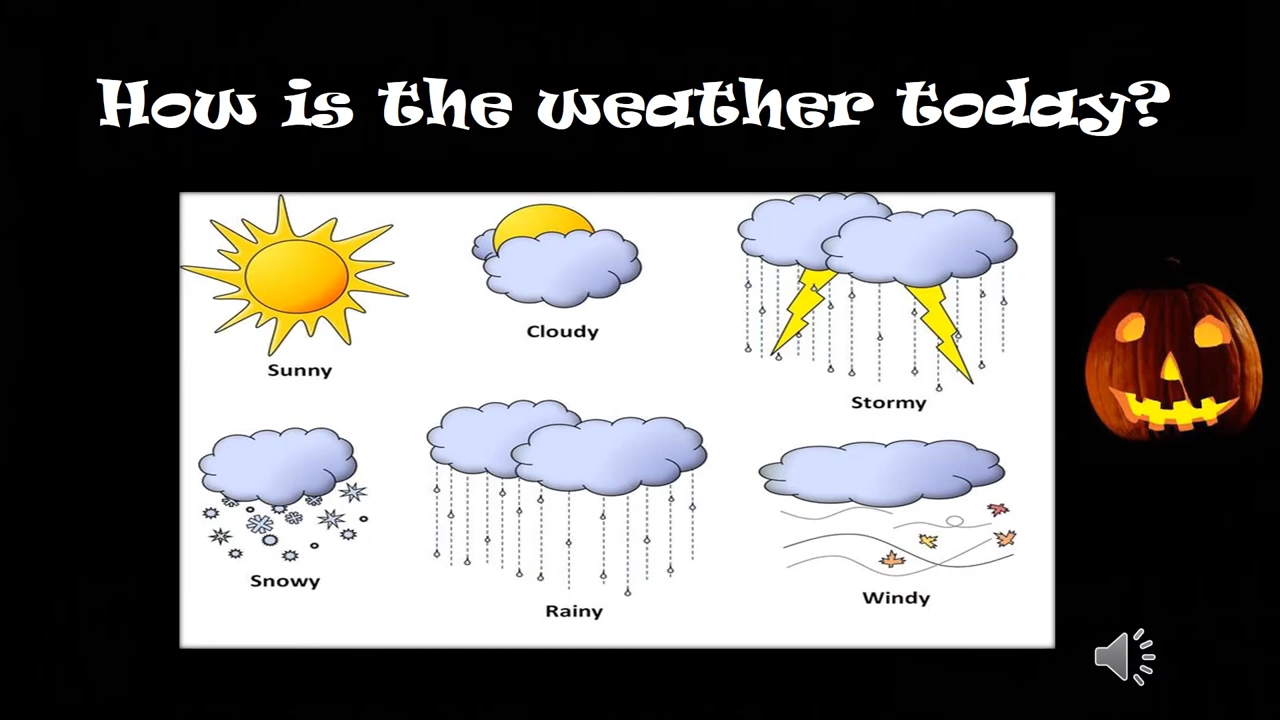 How is the weather today?
Sunny
Cloudy
Stormy
Snowy
Rainy
Windy